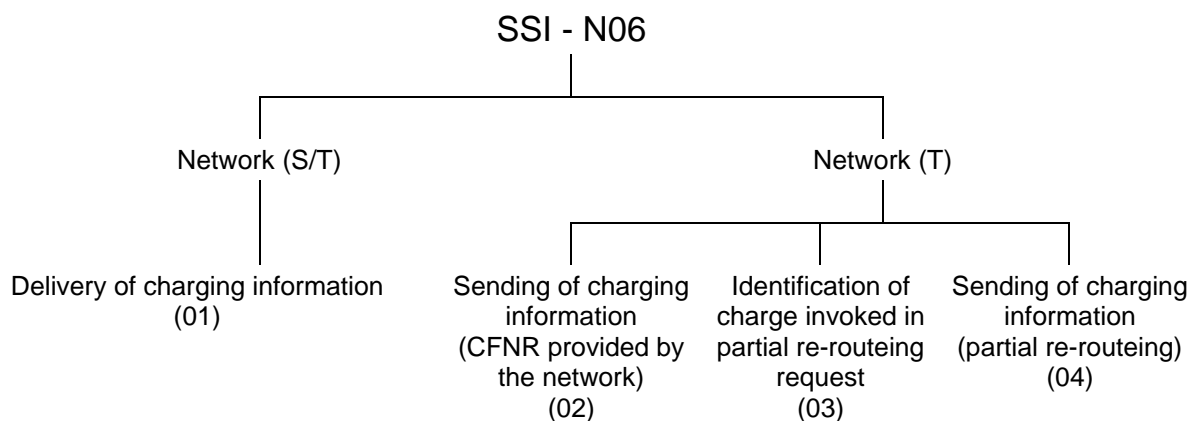 SSI - N06
Network (S/T)
Network (T)
Delivery of charging information
(01)
Sending of charging
information
(CFNR provided by
the network)
(02)
Identification of
charge invoked in
partial re-routeing
request
(03)
Sending of charging
information
(partial re-routeing)
(04)